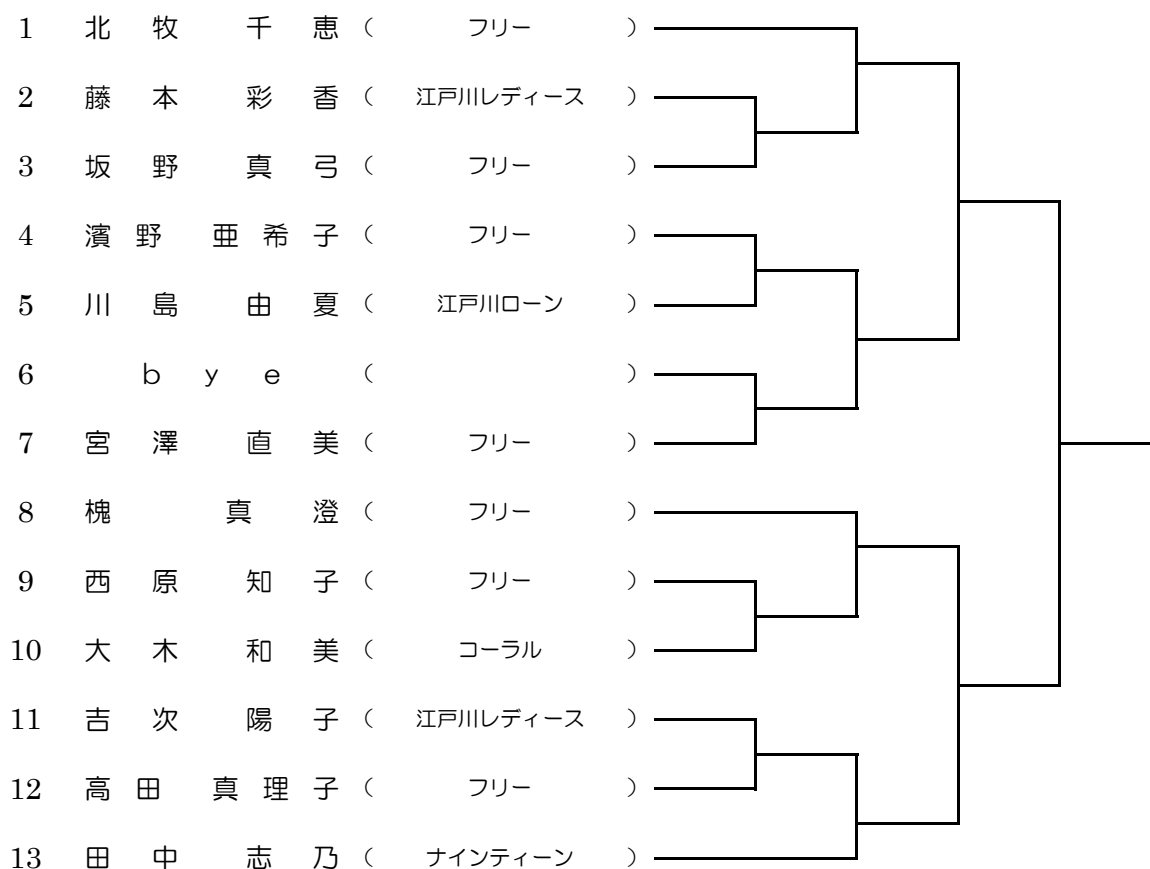 1 北牧 千恵 ( フリー )
2 藤本 彩香 ( 江戸川レディース )
3 坂野 真弓 ( フリー )
4 濱野 亜希子 ( フリー )
5 川島 由夏 ( 江戸川ローン )
6 bye ( )
7 宮澤 直美 ( フリー )
8 槐 真澄 ( フリー )
9 西原 知子 ( フリー )
10 大木 和美 ( コーラル )
11 吉次 陽子 ( 江戸川レディース )
12 高田 真理子 ( フリー )
13 田中 志乃 ( ナインティーン )